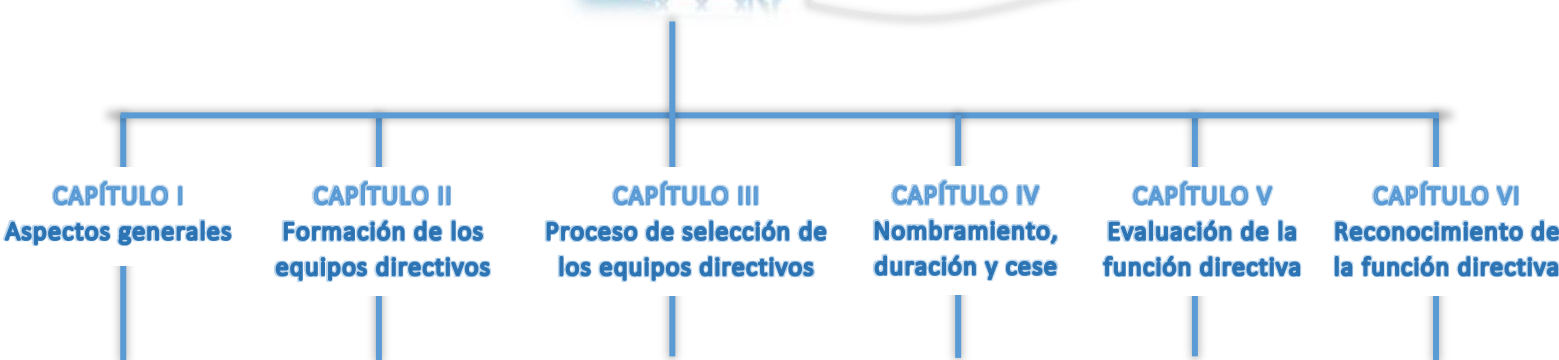 CAPÍTULO I
Aspectos generales
CAPÍTULO II
Formación de los
equipos directivos
CAPÍTULO III
Proceso de selección de
los equipos directivos
CAPÍTULO IV
Nombramiento,
duración y cese
CAPÍTULO V
Evaluación de la
función directiva
CAPÍTULO VI
Reconocimiento de
la función directiva